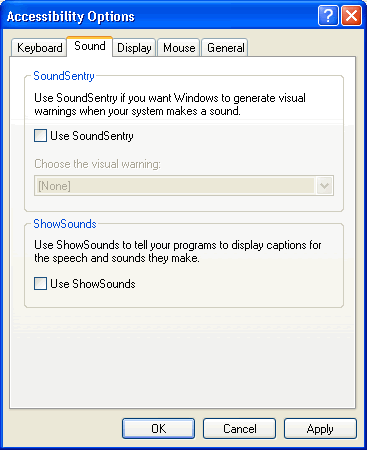 Accessibility Options
Keyboard Sound Display Mouse General
SoundSentry
Use SoundSentry if you want Windows to generate visual
warnings when your system makes a sound.
Use SoundSentry
Choose the visual warning:
[None]
ShowSounds
Use ShowSounds to tell your programs to display captions for
the speech and sounds they make.
Use ShowSounds
OK Cancel Apply